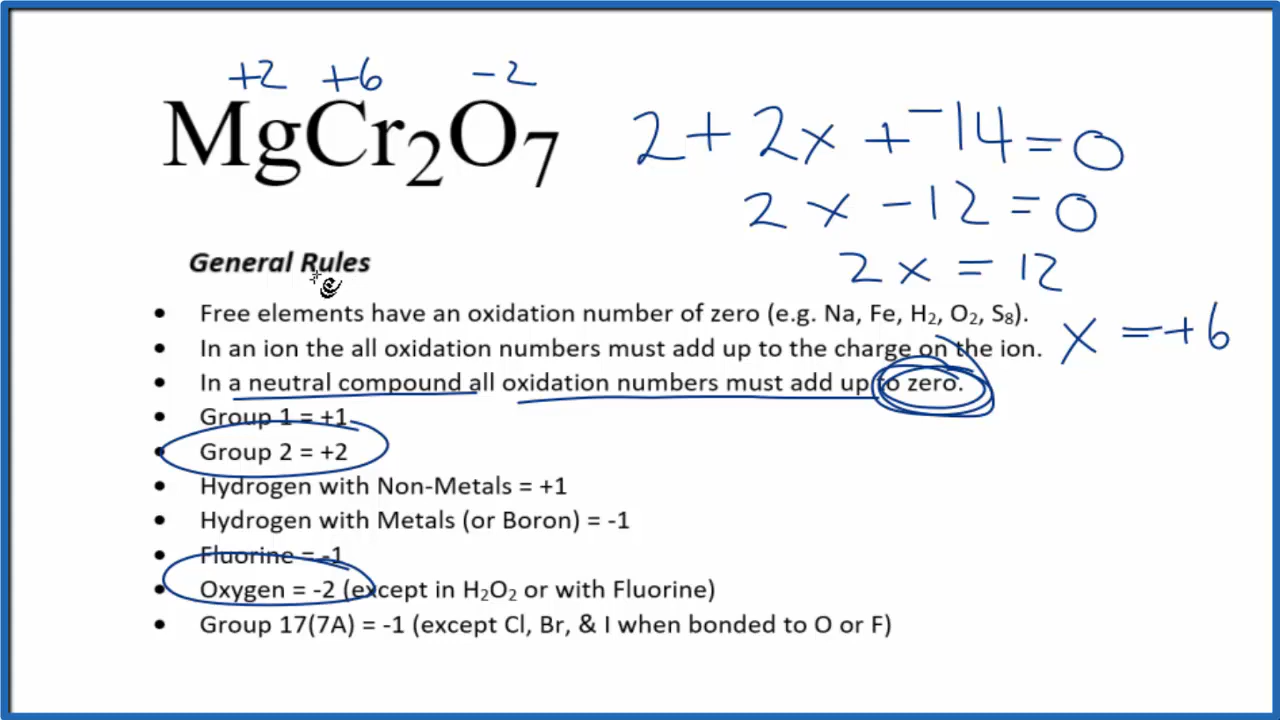 +2 +6 -2
MgCr₂O₇
2 + 2x + -14 = 0
2x - 12 = 0
2x = 12
x = +6
General Rules
• Free elements have an oxidation number of zero (e.g. Na, Fe, H₂, O₂, S₈).
• In an ion the all oxidation numbers must add up to the charge on the ion.
• In a neutral compound all oxidation numbers must add up to zero.
• Group 1 = +1
• Group 2 = +2
• Hydrogen with Non-Metals = +1
• Hydrogen with Metals (or Boron) = -1
• Fluorine = -1
• Oxygen = -2 (except in H₂O₂ or with Fluorine)
• Group 17(7A) = -1 (except Cl, Br, & I when bonded to O or F)